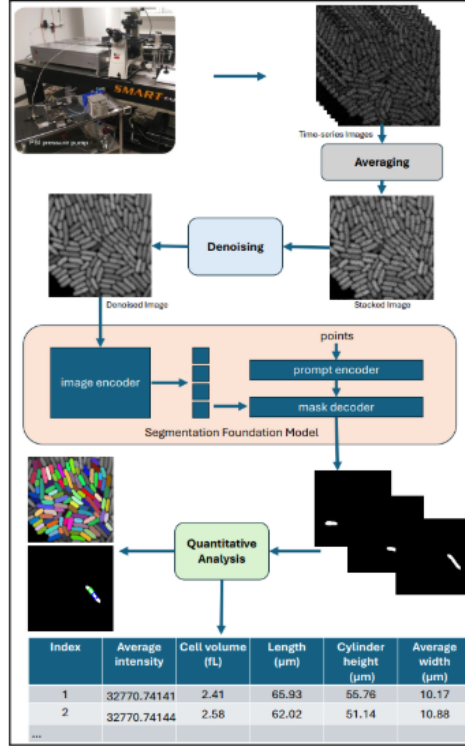 SMART
PSI pressure pump
Time-series Images
Averaging
Denoising
Denoised Image
Stacked Image
points
image encoder
prompt encoder
mask decoder
Segmentation Foundation Model
Quantitative
Analysis
Index Average intensity Cell volume (fL) Length (µm) Cylinder height (µm) Average width (µm)
1 32770.74141 2.41 65.93 55.76 10.17
2 32770.74144 2.58 62.02 51.14 10.88
...